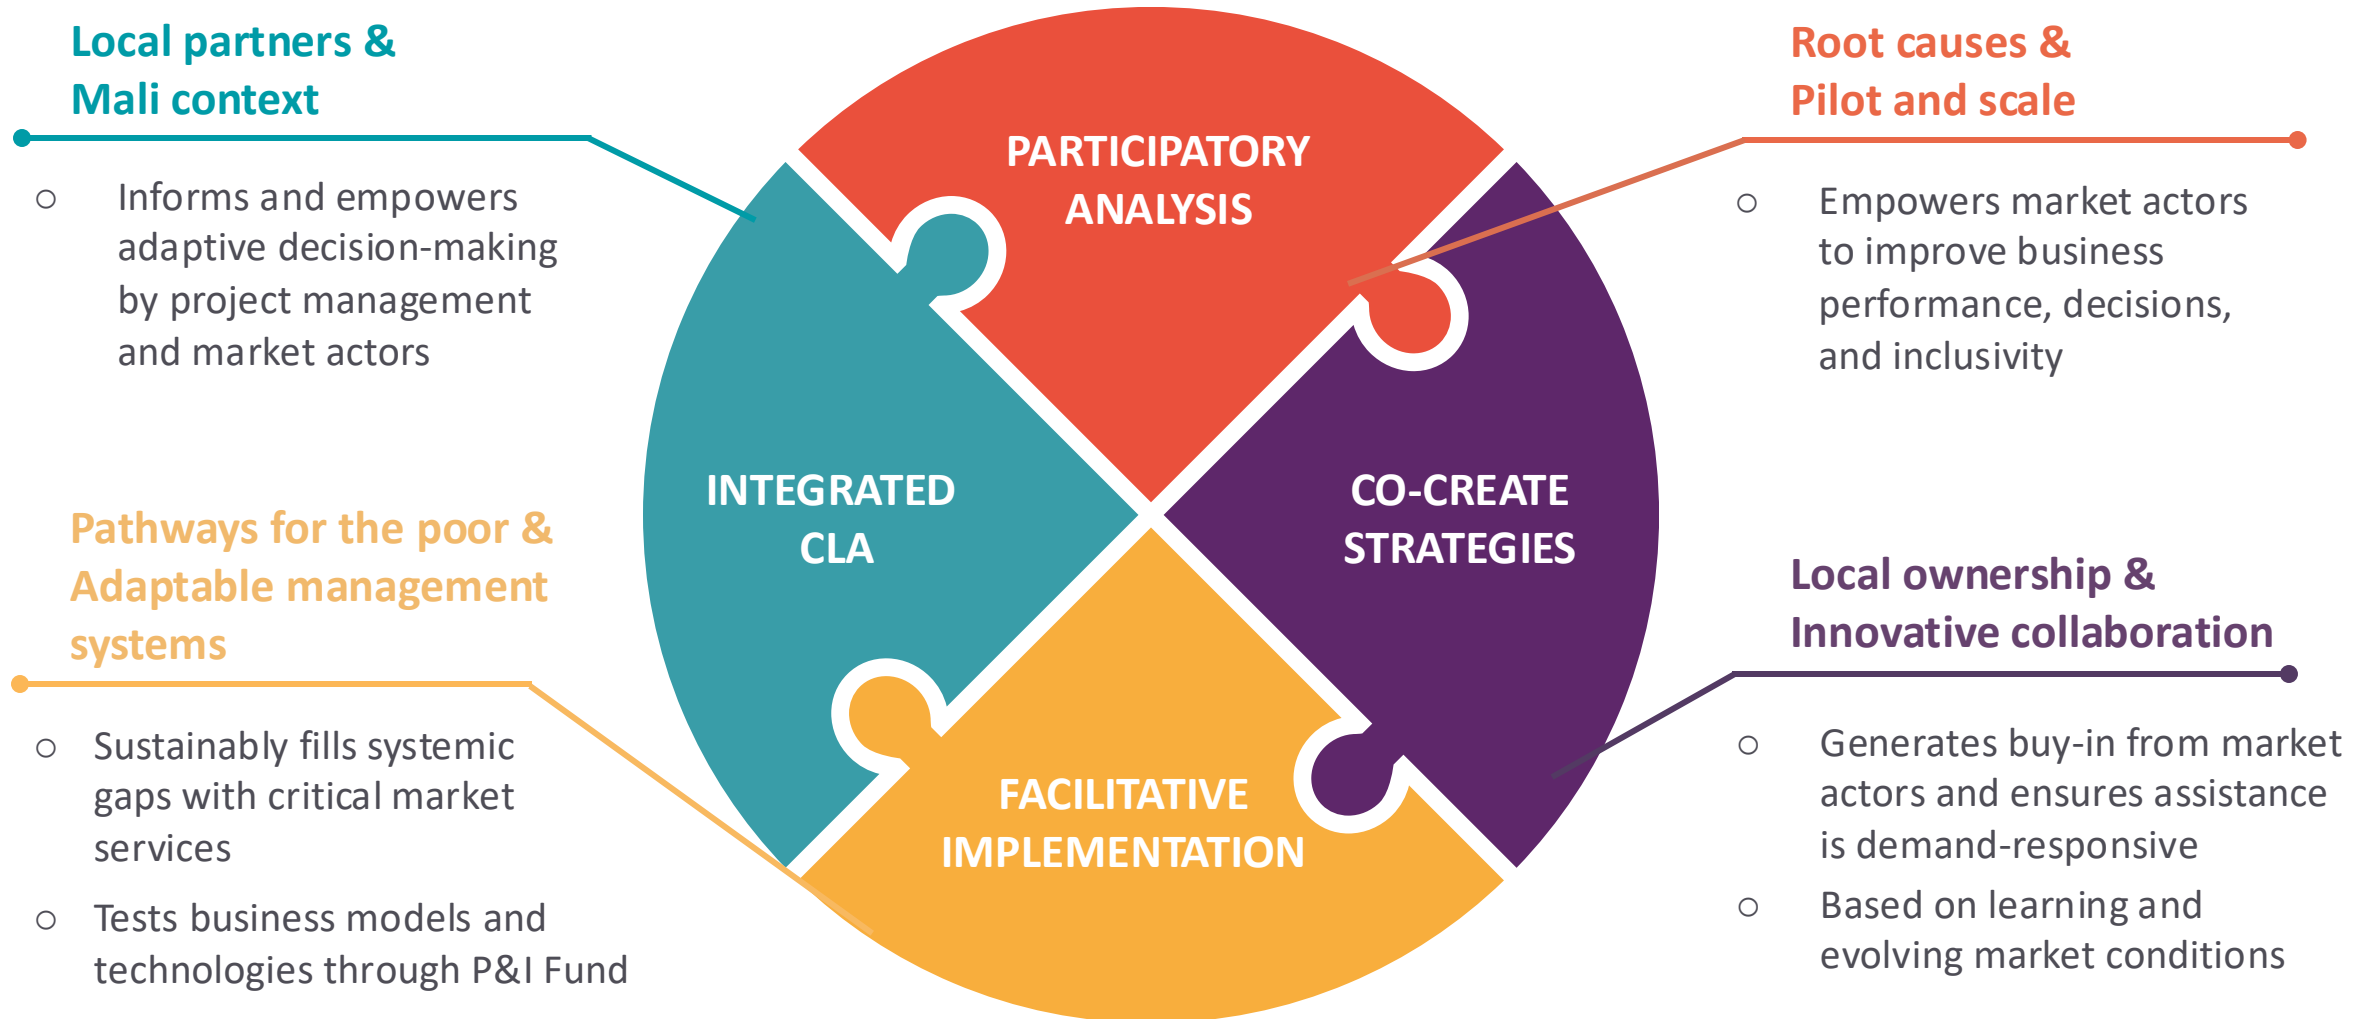 Local partners &
Mali context
○ Informs and empowers
adaptive decision-making
by project management
and market actors
Pathways for the poor &
Adaptable management
systems
○ Sustainably fills systemic
gaps with critical market
services
○ Tests business models and
technologies through P&I Fund
PARTICIPATORY
ANALYSIS
INTEGRATED
CLA
CO-CREATE
STRATEGIES
FACILITATIVE
IMPLEMENTATION
Root causes &
Pilot and scale
○ Empowers market actors
to improve business
performance, decisions,
and inclusivity
Local ownership &
Innovative collaboration
○ Generates buy-in from market
actors and ensures assistance
is demand-responsive
○ Based on learning and
evolving market conditions